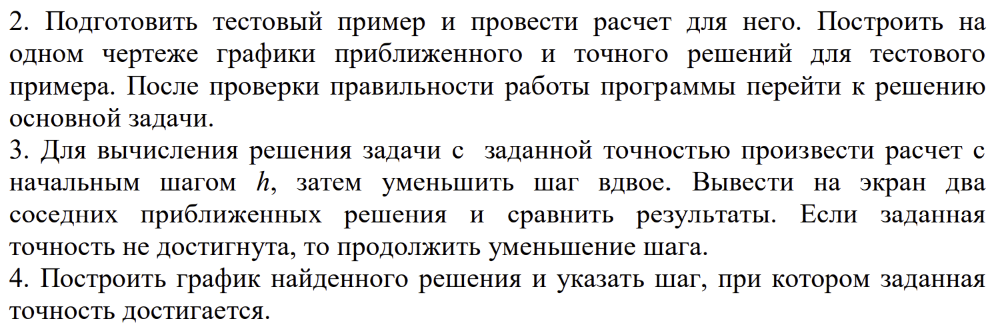 2. Подготовить тестовый пример и провести расчет для него. Построить на
одном чертеже графики приближенного и точного решений для тестового
примера. После проверки правильности работы программы перейти к решению
основной задачи.
3. Для вычисления решения задачи с заданной точностью произвести расчет с
начальным шагом h, затем уменьшить шаг вдвое. Вывести на экран два
соседних приближенных решения и сравнить результаты. Если заданная
точность не достигнута, то продолжить уменьшение шага.
4. Построить график найденного решения и указать шаг, при котором заданная
точность достигается.